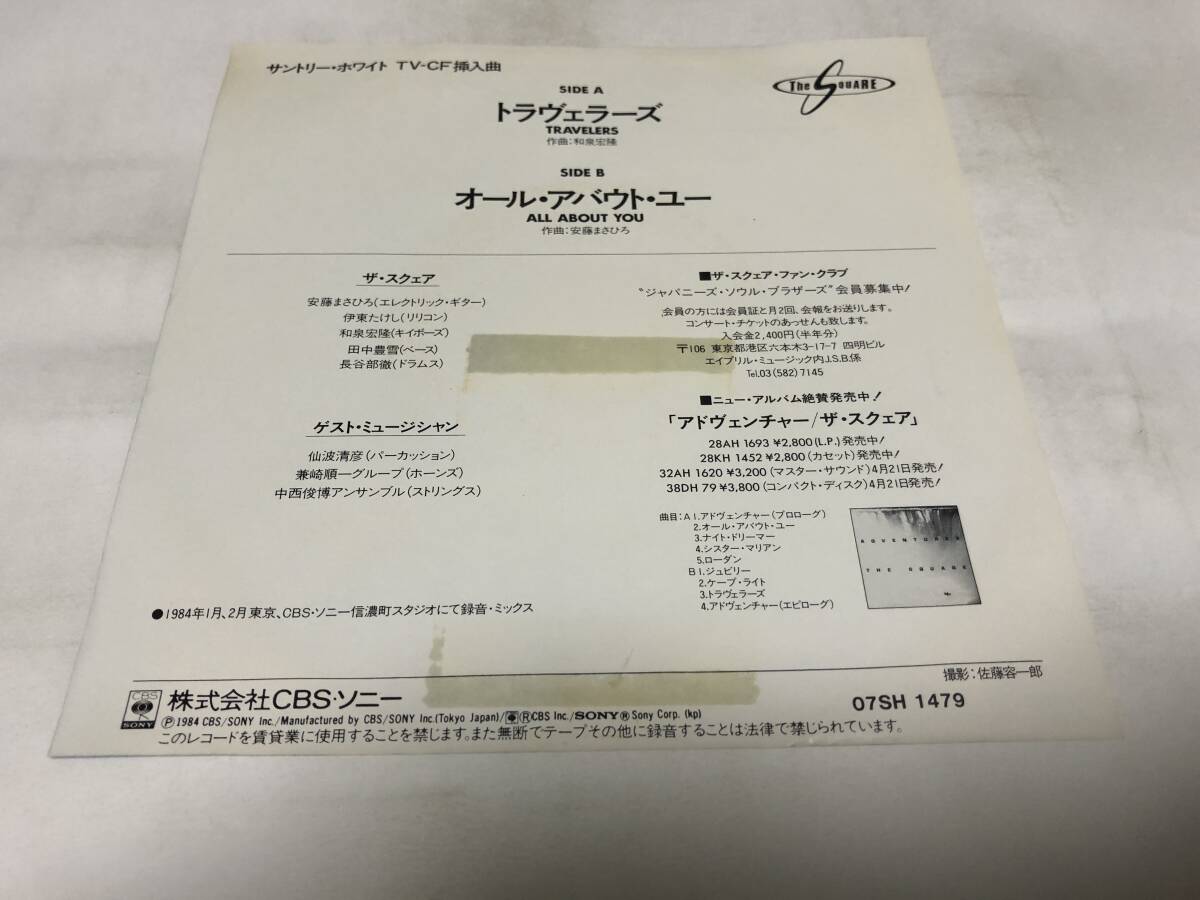 サントリー・ホワイト TV-CF挿入曲
The SQUARE
SIDE A
トラヴェラーズ
TRAVELERS
作曲:和泉宏隆
SIDE B
オール・アバウト・ユー
ALL ABOUT YOU
作曲:安藤まさひろ
ザ・スクェア
安藤まさひろ(エレクトリック・ギター)
伊東たけし(リリコン)
和泉宏隆(キイボーズ)
田中豊雪(ベース)
長谷部徹(ドラムス)
ゲスト・ミュージシャン
仙波清彦(パーカッション)
兼崎順一グループ(ホーンズ)
中西俊博アンサンブル(ストリングス)
●1984年1月、2月東京、CBS・ソニー信濃町スタジオにて録音・ミックス
■ザ・スクェア・ファン・クラブ
“ジャパニーズ・ソウル・ブラザーズ”会員募集中!
会員の方には会員証と月2回、会報をお送りします。
コンサート・チケットのあっせんも致します。
入会金2,400円(半年分)
〒106 東京都港区六本木3-17-7 四明ビル
エイプリル・ミュージック内J.S.B.係
Tel.03(582)7145
■ニュー・アルバム絶賛発売中!
「アドヴェンチャー/ザ・スクェア」
28AH 1693 ¥2,800(L.P.)発売中!
28KH 1452 ¥2,800(カセット)発売中!
32AH 1620 ¥3,200(マスター・サウンド)4月21日発売!
38DH 79 ¥3,800(コンパクト・ディスク)4月21日発売!
曲目:A1.アドヴェンチャー(プロローグ)
2.オール・アバウト・ユー
3.ナイト・ドリーマー
4.シスター・マリアン
5.ローダン
B1.ジュビリー
2.ケープ・ライト
3.トラヴェラーズ
4.アドヴェンチャー(エピローグ)
ADVENTURES
THE SQUARE
撮影:佐藤容一郎
CBS
SONY
株式会社CBS・ソニー
07SH 1479
Ⓟ1984 CBS/SONY Inc./Manufactured by CBS/SONY Inc.(Tokyo Japan)/ⓇCBS Inc./SONYⓇSony Corp. (kp)
このレコードを賃貸業に使用することを禁じます。また無断でテープその他に録音することは法律で禁じられています。